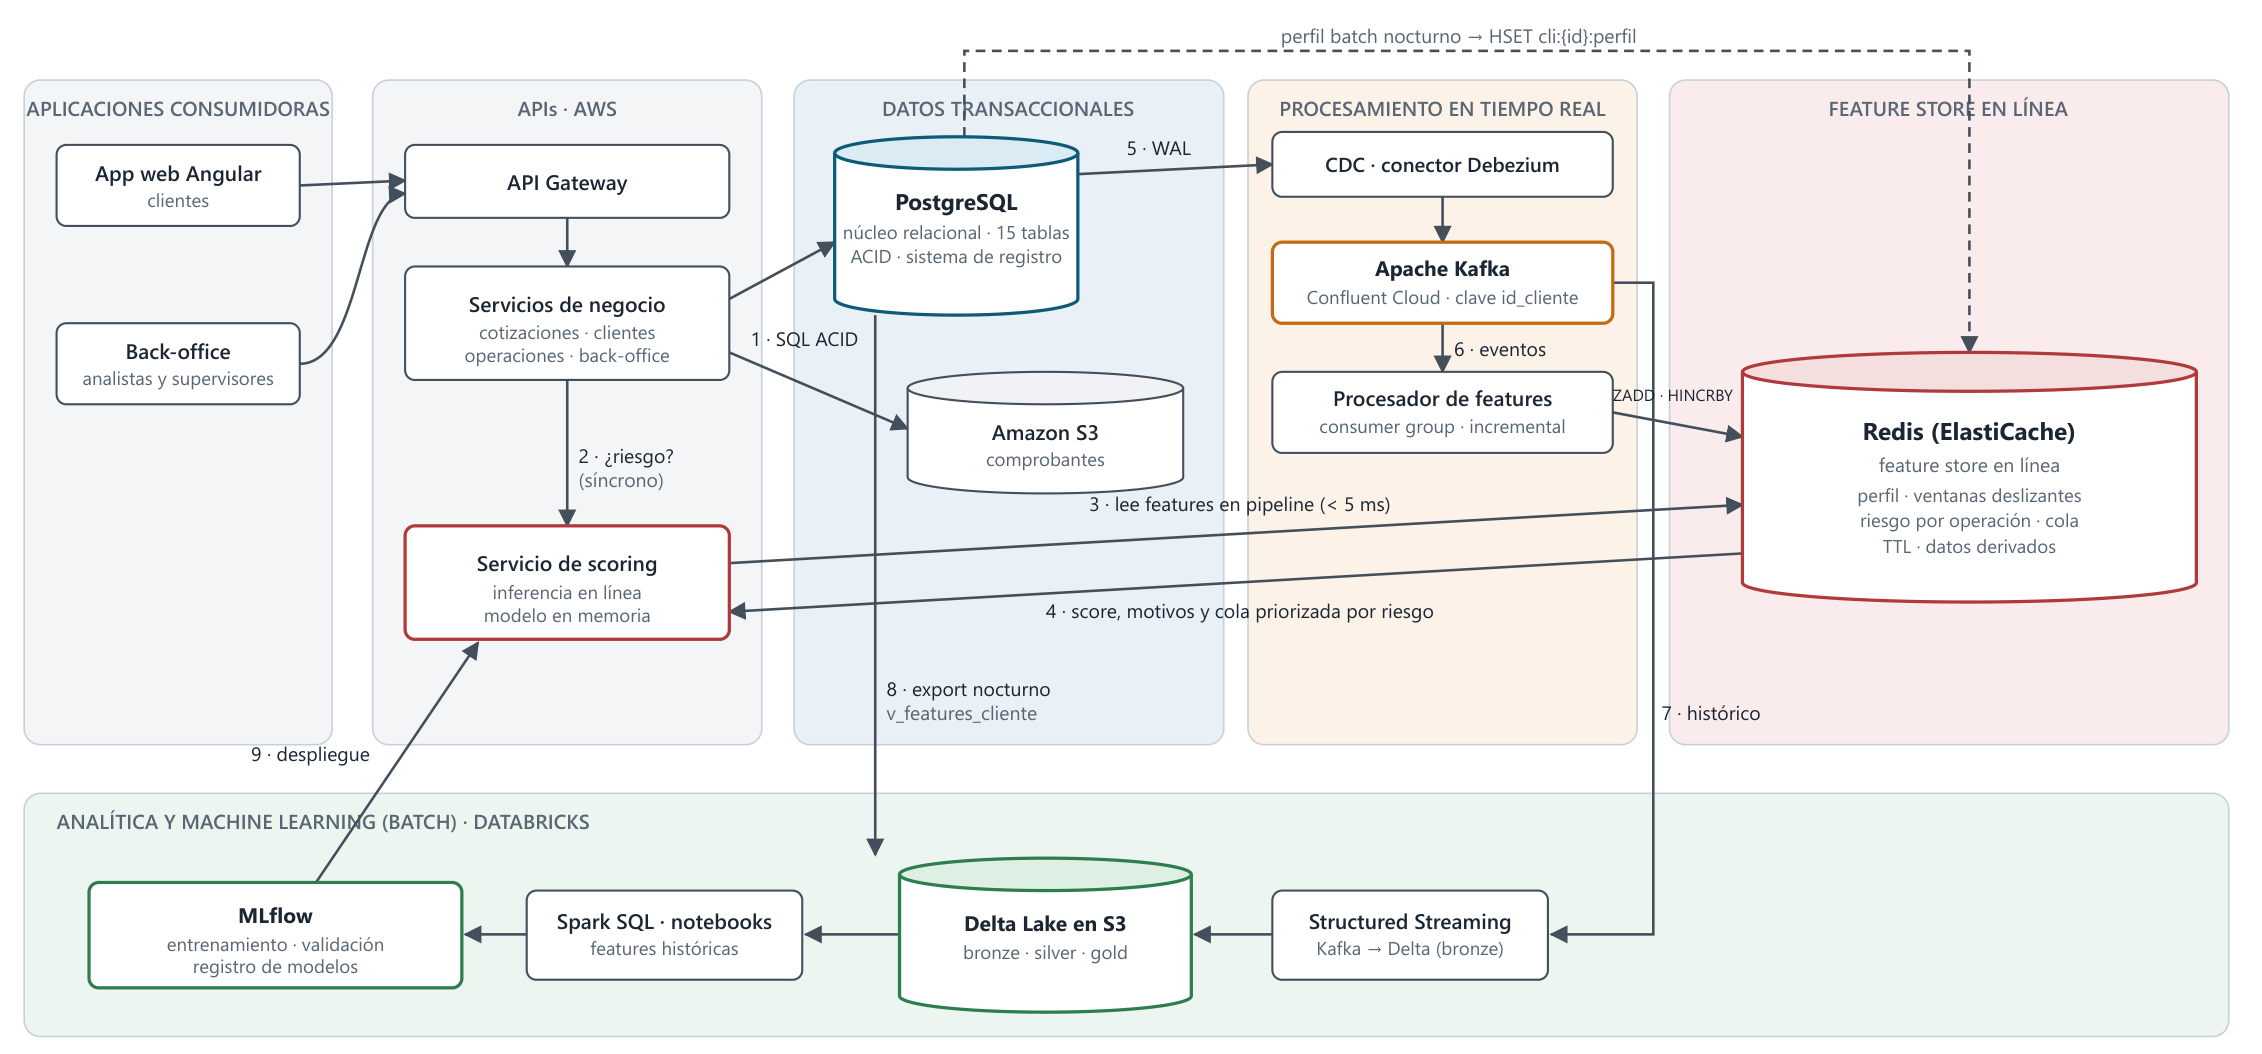 perfil batch nocturno → HSET cli:{id}:perfil
APLICACIONES CONSUMIDORAS
App web Angular
clientes
Back-office
analistas y supervisores
APIs · AWS
API Gateway
Servicios de negocio
cotizaciones · clientes
operaciones · back-office
2 · ¿riesgo?
(síncrono)
Servicio de scoring
inferencia en línea
modelo en memoria
DATOS TRANSACCIONALES
PostgreSQL
núcleo relacional · 15 tablas
ACID · sistema de registro
1 · SQL ACID
Amazon S3
comprobantes
5 · WAL
PROCESAMIENTO EN TIEMPO REAL
CDC · conector Debezium
Apache Kafka
Confluent Cloud · clave id_cliente
6 · eventos
Procesador de features
consumer group · incremental
ZADD · HINCRBY
FEATURE STORE EN LÍNEA
Redis (ElastiCache)
feature store en línea
perfil · ventanas deslizantes
riesgo por operación · cola
TTL · datos derivados
3 · lee features en pipeline (< 5 ms)
4 · score, motivos y cola priorizada por riesgo
8 · export nocturno
v_features_cliente
7 · histórico
9 · despliegue
ANALÍTICA Y MACHINE LEARNING (BATCH) · DATABRICKS
MLflow
entrenamiento · validación
registro de modelos
Spark SQL · notebooks
features históricas
Delta Lake en S3
bronze · silver · gold
Structured Streaming
Kafka → Delta (bronze)